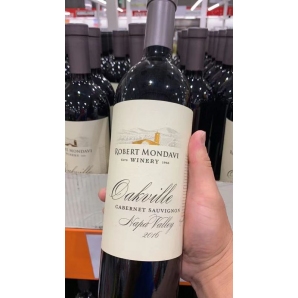 ROBERT MONDAVI
WINERY
Oakville
CABERNET SAUVIGNON
Napa Valley
2016